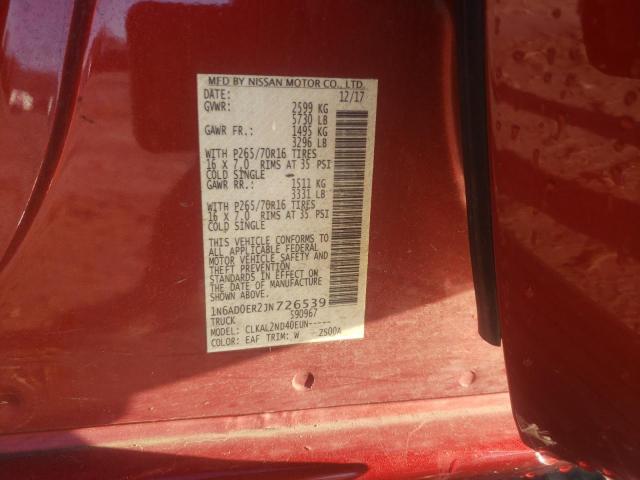 MFD BY NISSAN MOTOR CO., LTD.
DATE: 12/17
GVWR: 2599 KG
5730 LB
GAWR FR.: 1495 KG
3296 LB
WITH P265/70R16 TIRES
16 X 7.0 RIMS AT 35 PSI
COLD SINGLE
GAWR RR.: 1511 KG
3331 LB
WITH P265/70R16 TIRES
16 X 7.0 RIMS AT 35 PSI
COLD SINGLE
THIS VEHICLE CONFORMS TO
ALL APPLICABLE FEDERAL
MOTOR VEHICLE SAFETY AND
THEFT PREVENTION
STANDARDS IN EFFECT ON
THE DATE OF MANUFACTURE
SHOWN ABOVE.
1N6AD0ER2JN726539
TRUCK S90967
MODEL: CLKAL2ND40EUN-----
COLOR: EAF TRIM: W ZS00A